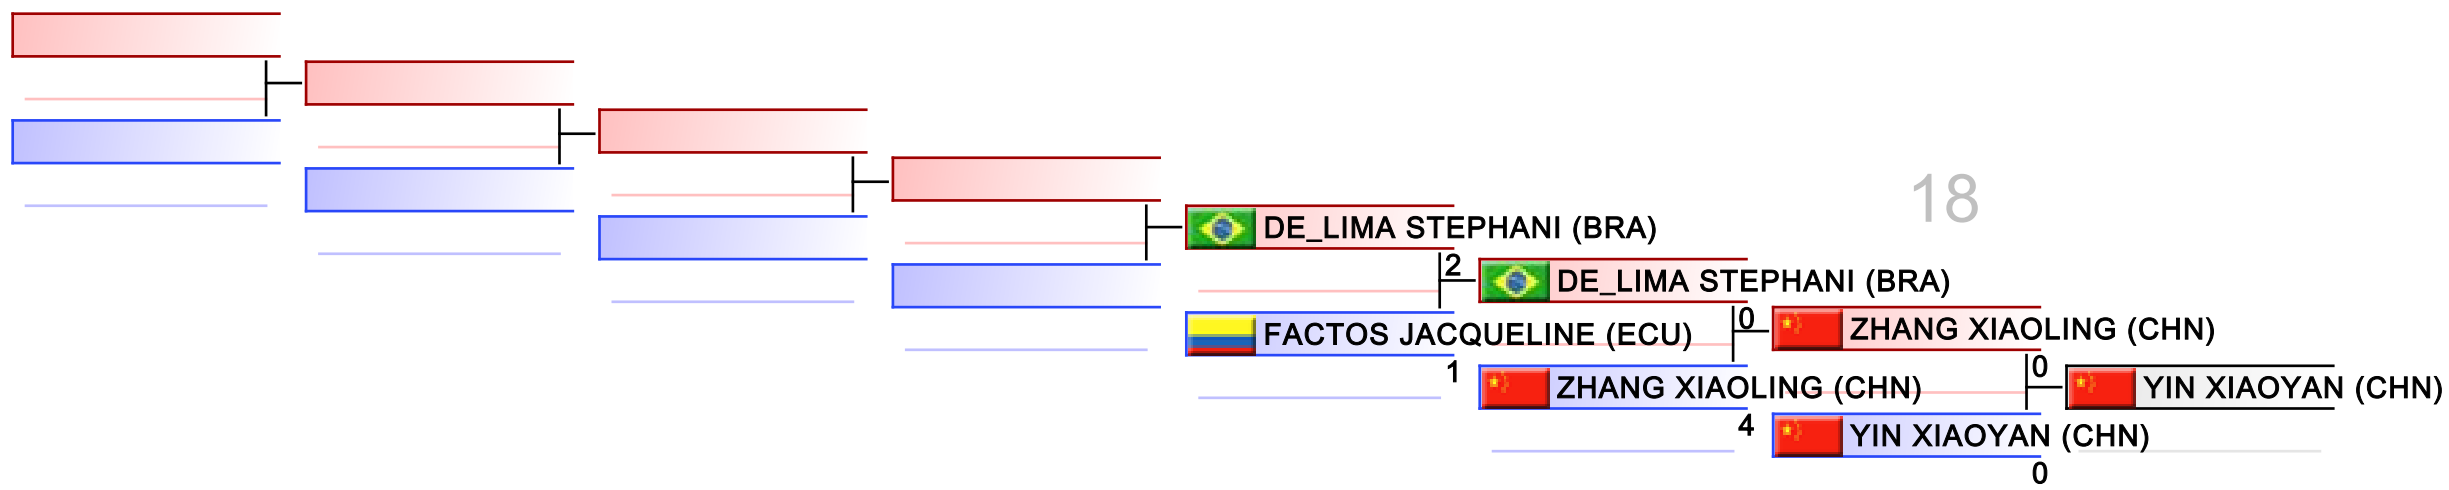 18
DE_LIMA STEPHANI (BRA)
2
DE_LIMA STEPHANI (BRA)
FACTOS JACQUELINE (ECU)
1
0
ZHANG XIAOLING (CHN)
ZHANG XIAOLING (CHN)
4
0
YIN XIAOYAN (CHN)
YIN XIAOYAN (CHN)
0